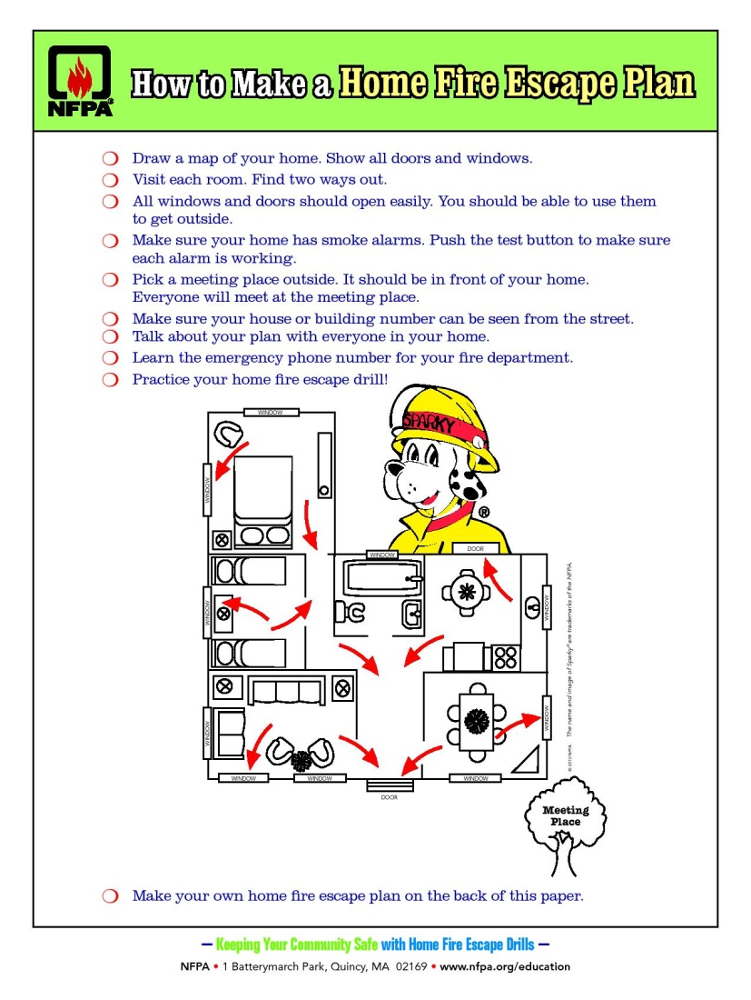 NFPA®
How to Make a Home Fire Escape Plan
Draw a map of your home. Show all doors and windows.
Visit each room. Find two ways out.
All windows and doors should open easily. You should be able to use them
to get outside.
Make sure your home has smoke alarms. Push the test button to make sure
each alarm is working.
Pick a meeting place outside. It should be in front of your home.
Everyone will meet at the meeting place.
Make sure your house or building number can be seen from the street.
Talk about your plan with everyone in your home.
Learn the emergency phone number for your fire department.
Practice your home fire escape drill!
SPARKY
®
WINDOW
WINDOW
WINDOW
DOOR
WINDOW
WINDOW
WINDOW
WINDOW
WINDOW
WINDOW
WINDOW
DOOR
© 2010 NFPA. The name and image of Sparky® are trademarks of the NFPA.
Meeting
Place
Make your own home fire escape plan on the back of this paper.
– Keeping Your Community Safe with Home Fire Escape Drills –
NFPA • 1 Batterymarch Park, Quincy, MA 02169 • www.nfpa.org/education